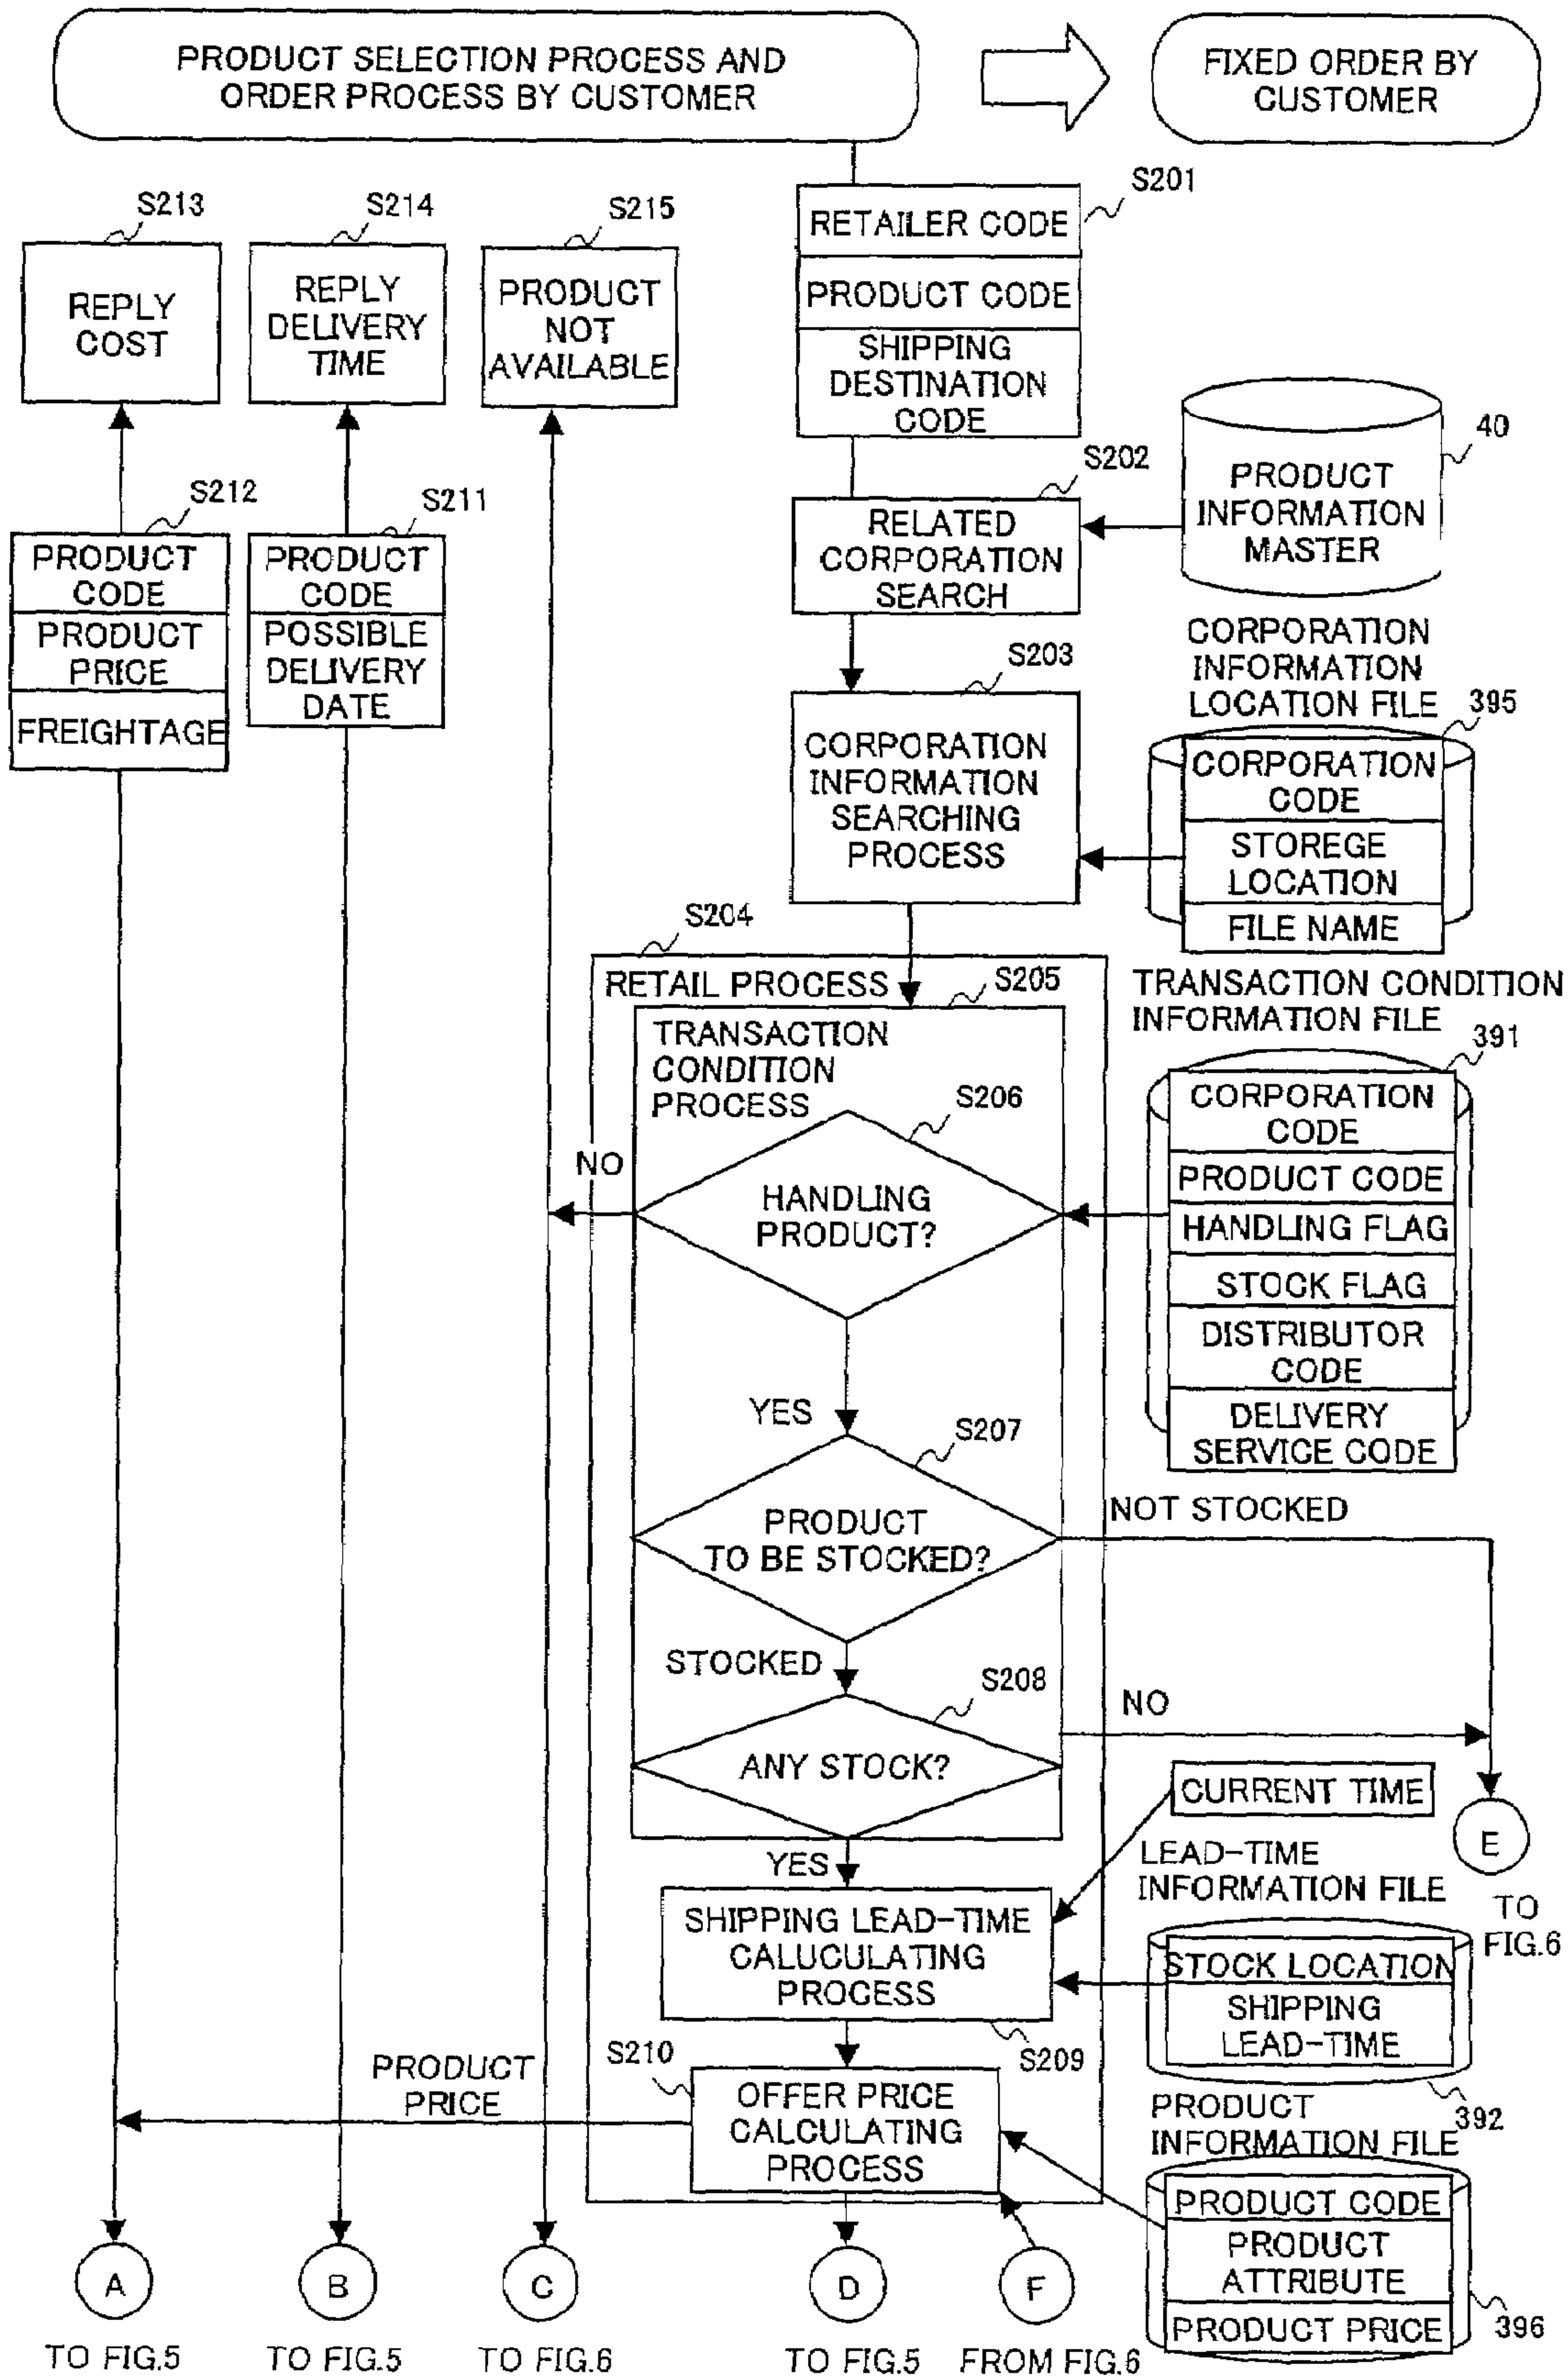 PRODUCT SELECTION PROCESS AND
ORDER PROCESS BY CUSTOMER
FIXED ORDER BY
CUSTOMER
S213
S214
S215
S201
REPLY
COST
REPLY
DELIVERY
TIME
PRODUCT
NOT
AVAILABLE
RETAILER CODE
PRODUCT CODE
SHIPPING
DESTINATION
CODE
S212
S211
S202
40
PRODUCT
CODE
PRODUCT
PRICE
FREIGHTAGE
PRODUCT
CODE
POSSIBLE
DELIVERY
DATE
RELATED
CORPORATION
SEARCH
PRODUCT
INFORMATION
MASTER
S203
CORPORATION
INFORMATION
LOCATION FILE
395
CORPORATION
INFORMATION
SEARCHING
PROCESS
CORPORATION
CODE
STOREGE
LOCATION
FILE NAME
S204
RETAIL PROCESS
S205
TRANSACTION CONDITION
INFORMATION FILE
391
TRANSACTION
CONDITION
PROCESS
S206
NO
HANDLING
PRODUCT?
CORPORATION
CODE
PRODUCT CODE
HANDLING FLAG
STOCK FLAG
DISTRIBUTOR
CODE
DELIVERY
SERVICE CODE
YES
S207
PRODUCT
TO BE STOCKED?
NOT STOCKED
STOCKED
S208
NO
ANY STOCK?
CURRENT TIME
E
TO
FIG.6
YES
LEAD-TIME
INFORMATION FILE
SHIPPING LEAD-TIME
CALUCULATING
PROCESS
STOCK LOCATION
SHIPPING
LEAD-TIME
S209
392
S210
PRODUCT
PRICE
OFFER PRICE
CALCULATING
PROCESS
PRODUCT
INFORMATION FILE
PRODUCT CODE
PRODUCT
ATTRIBUTE
PRODUCT PRICE
396
A
B
C
D
F
TO FIG.5
TO FIG.5
TO FIG.6
TO FIG.5
FROM FIG.6